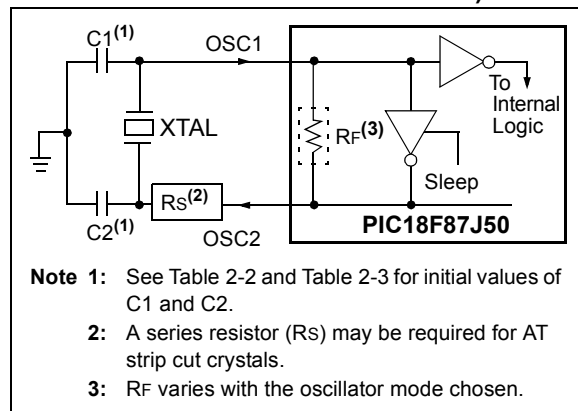 C1(1)
OSC1
To
Internal
Logic
XTAL
RF(3)
Sleep
RS(2)
C2(1)
OSC2
PIC18F87J50
Note 1: See Table 2-2 and Table 2-3 for initial values of
C1 and C2.
2: A series resistor (RS) may be required for AT
strip cut crystals.
3: RF varies with the oscillator mode chosen.